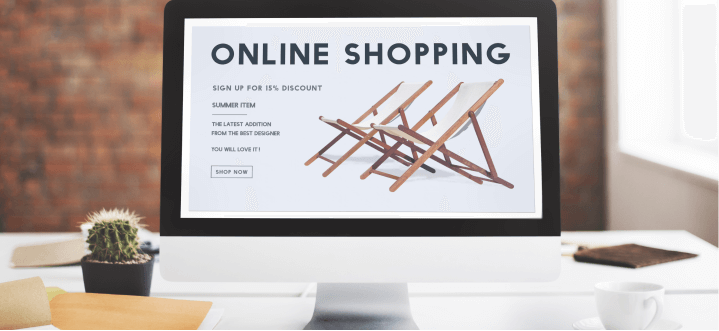 ONLINE SHOPPING
SIGN UP FOR 15% DISCOUNT
SUMMER ITEM
THE LATEST ADDITION
FROM THE BEST DESIGNER
YOU WILL LOVE IT!
SHOP NOW